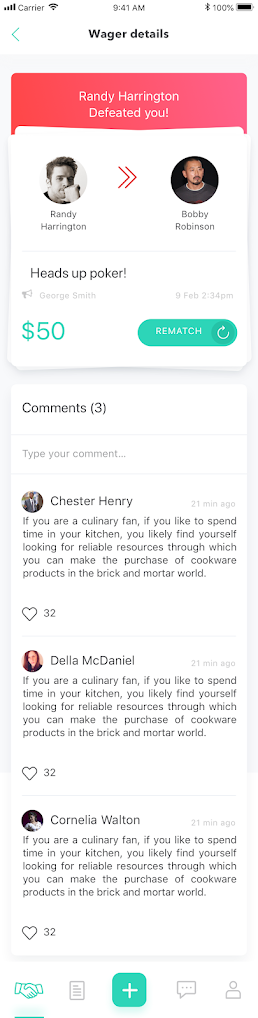 Carrier 9:41 AM 100%
Wager details
Randy Harrington
Defeated you!
Randy Bobby
Harrington Robinson
Heads up poker!
George Smith 9 Feb 2:34pm
$50 REMATCH
Comments (3)
Type your comment...
Chester Henry 21 min ago
If you are a culinary fan, if you like to spend
time in your kitchen, you likely find yourself
looking for reliable resources through which
you can make the purchase of cookware
products in the brick and mortar world.
32
Della McDaniel 21 min ago
If you are a culinary fan, if you like to spend
time in your kitchen, you likely find yourself
looking for reliable resources through which
you can make the purchase of cookware
products in the brick and mortar world.
32
Cornelia Walton 21 min ago
If you are a culinary fan, if you like to spend
time in your kitchen, you likely find yourself
looking for reliable resources through which
you can make the purchase of cookware
products in the brick and mortar world.
32